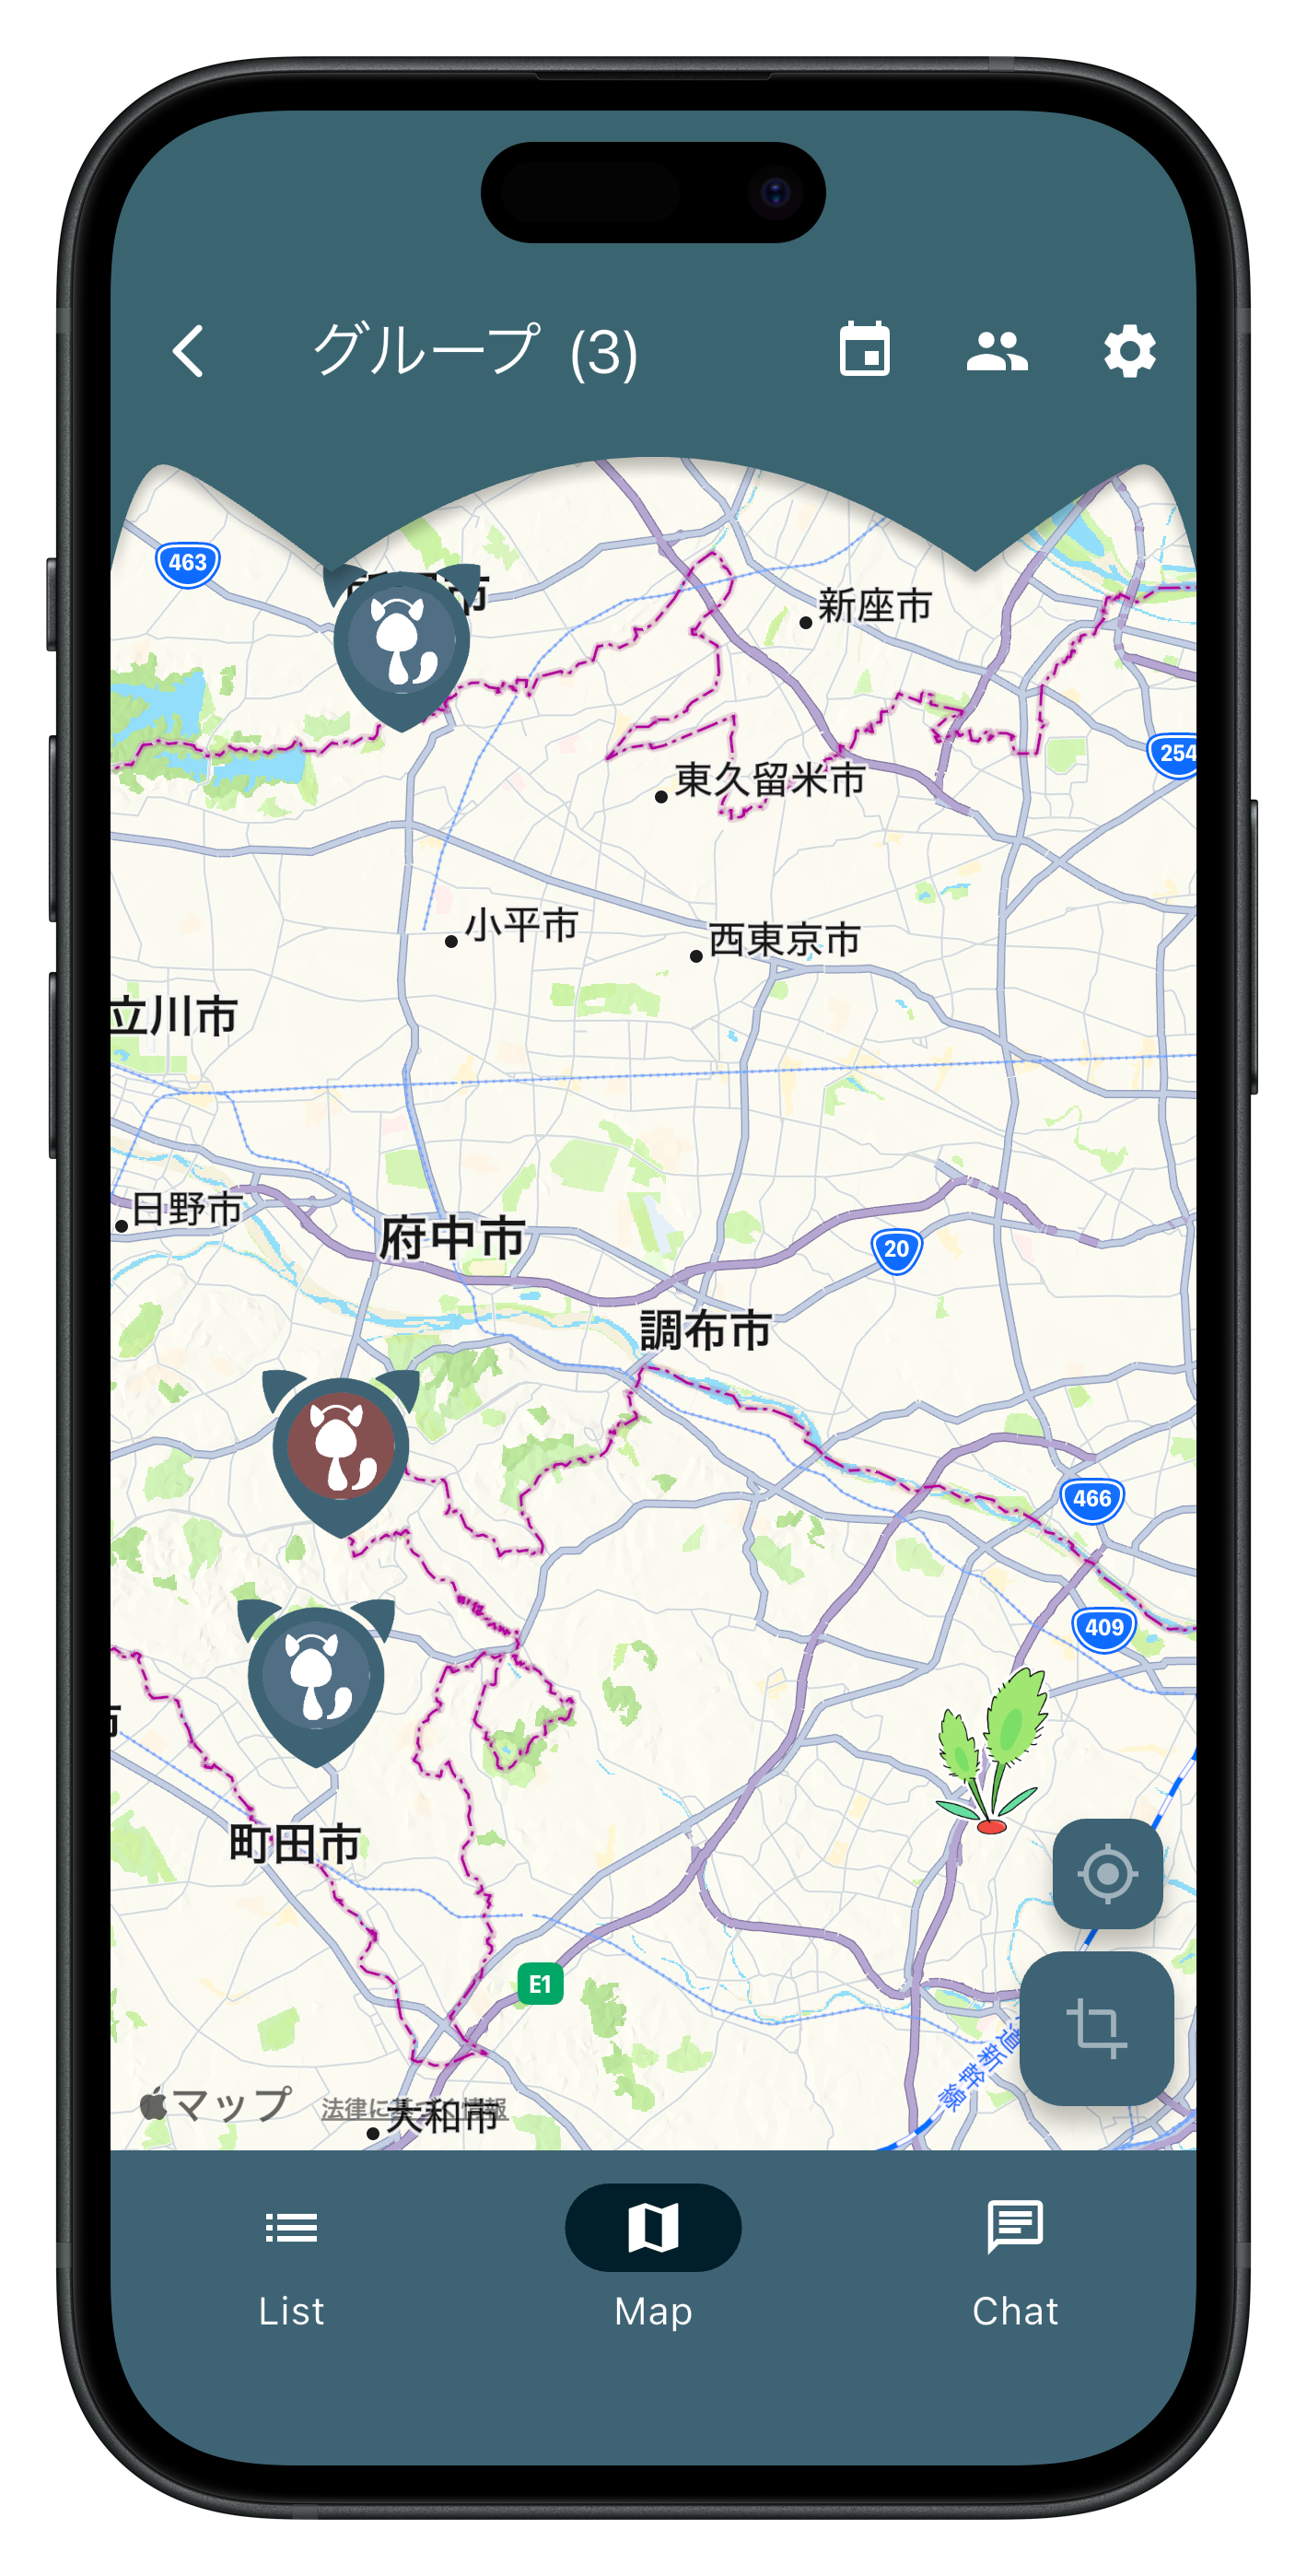 グループ (3)
463
新座市
254
東久留米市
小平市
西東京市
立川市
日野市
府中市
20
調布市
466
409
町田市
E1
道新幹線
マップ
法律に基づく情報
大和市
List
Map
Chat